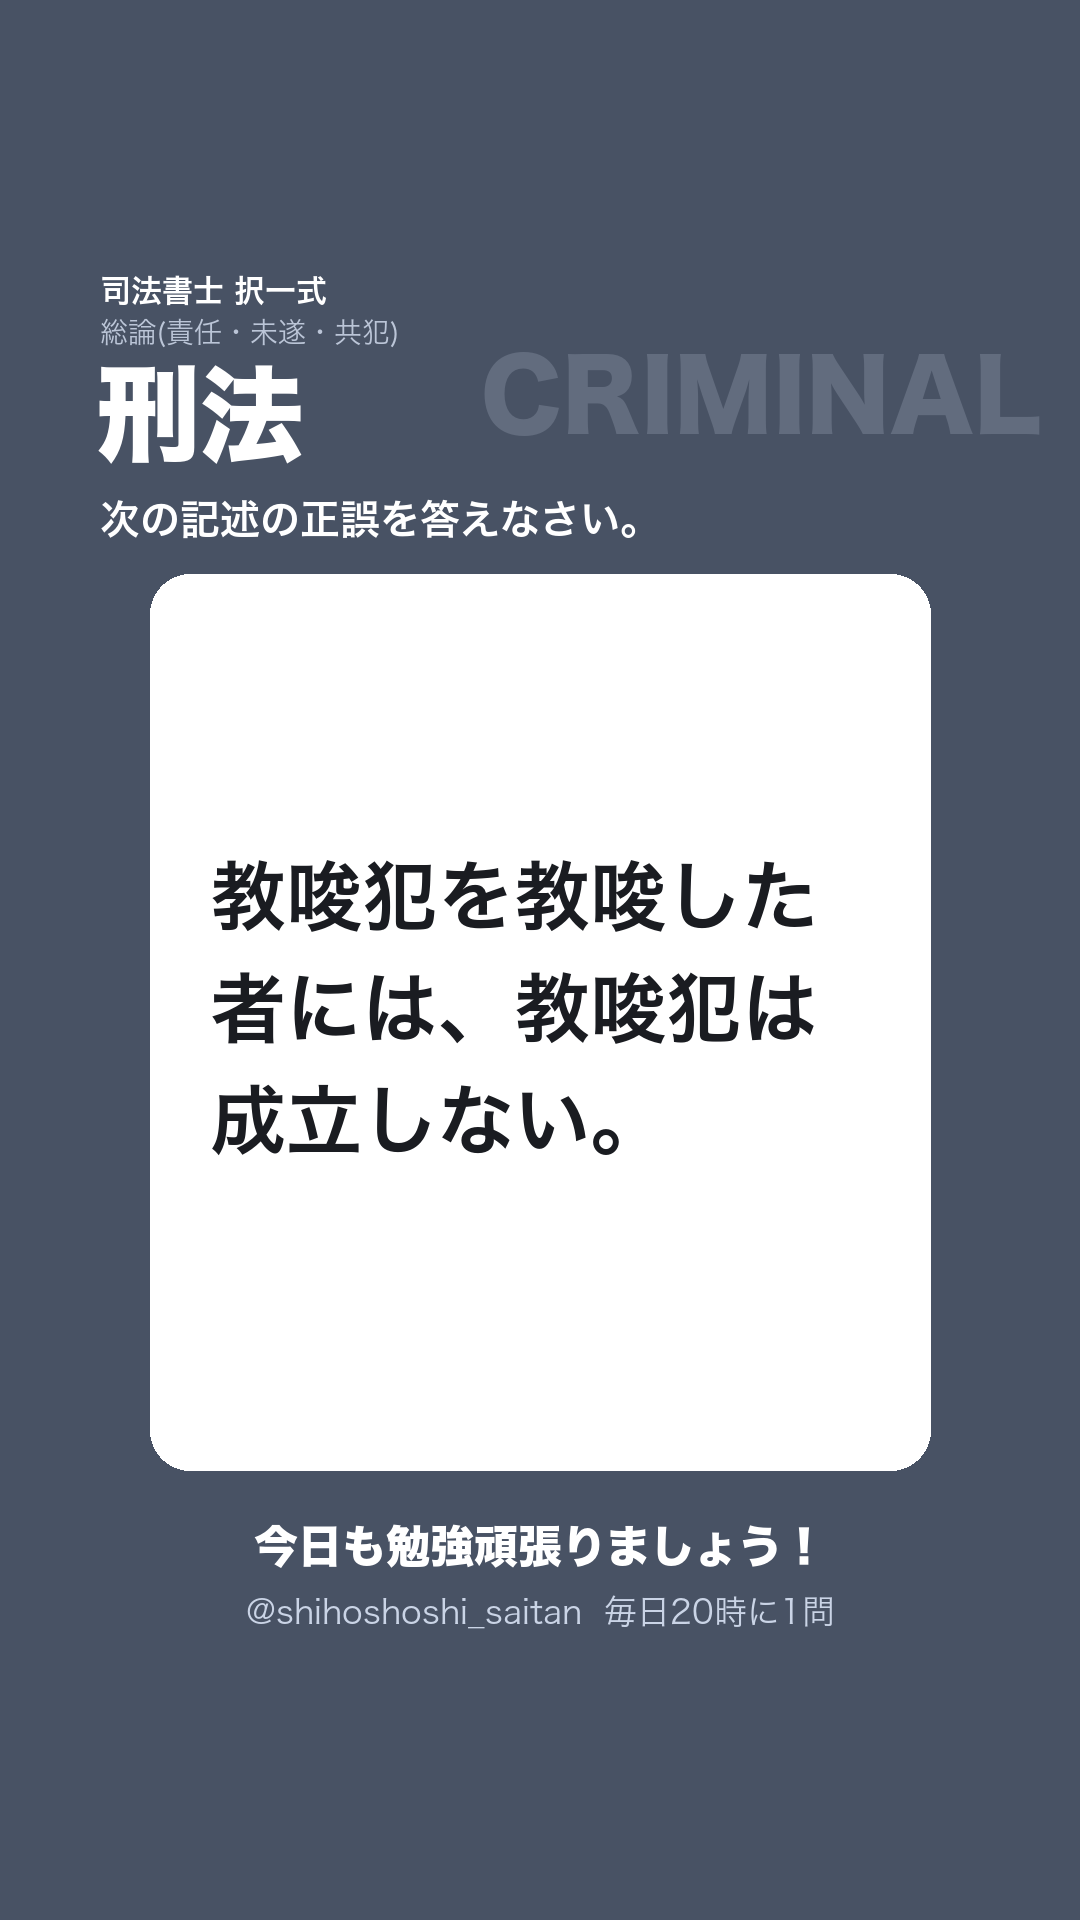 司法書士 択一式
総論(責任・未遂・共犯)
刑法
CRIMINAL
次の記述の正誤を答えなさい。
教唆犯を教唆した
者には、教唆犯は
成立しない。
今日も勉強頑張りましょう！
@shihoshoshi_saitan 毎日20時に1問